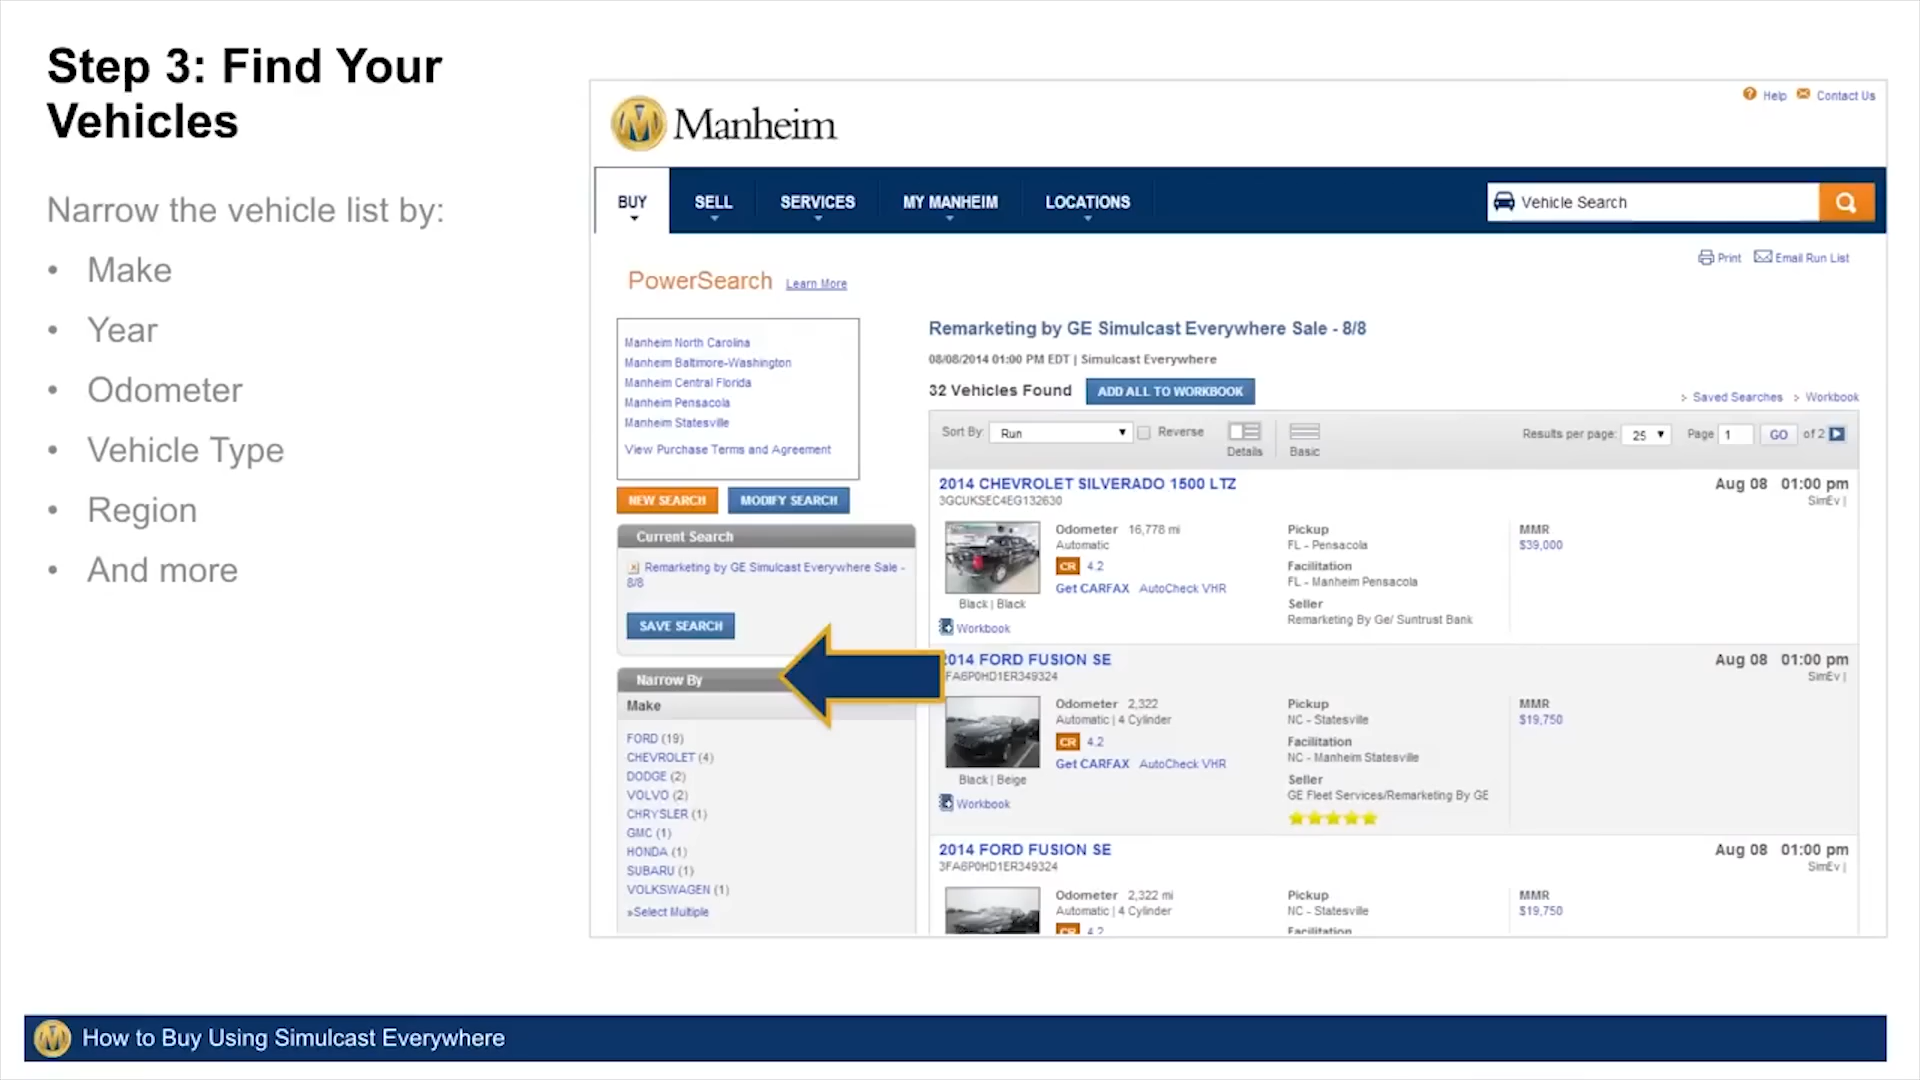 Step 3: Find Your
Vehicles
Narrow the vehicle list by:
• Make
• Year
• Odometer
• Vehicle Type
• Region
• And more
Help Contact Us
Manheim
BUY SELL SERVICES MY MANHEIM LOCATIONS
Vehicle Search
Print Email Run List
PowerSearch Learn More
Manheim North Carolina
Manheim Baltimore-Washington
Manheim Central Florida
Manheim Pensacola
Manheim Statesville
View Purchase Terms and Agreement
NEW SEARCH MODIFY SEARCH
Current Search
Remarketing by GE Simulcast Everywhere Sale -
8/8
SAVE SEARCH
Narrow By
Make
FORD (19)
CHEVROLET (4)
DODGE (2)
VOLVO (2)
CHRYSLER (1)
GMC (1)
HONDA (1)
SUBARU (1)
VOLKSWAGEN (1)
»Select Multiple
Remarketing by GE Simulcast Everywhere Sale - 8/8
08/08/2014 01:00 PM EDT | Simulcast Everywhere
32 Vehicles Found ADD ALL TO WORKBOOK
> Saved Searches > Workbook
Sort By: Run Reverse Details Basic Results per page: 25 Page 1 GO of 2
2014 CHEVROLET SILVERADO 1500 LTZ Aug 08 01:00 pm
3GCUKSEC4EG132630 SimEv |
Odometer 16,778 mi Pickup MMR
Automatic FL - Pensacola $39,000
CR 4.2 Facilitation
FL - Manheim Pensacola
Get CARFAX AutoCheck VHR
Black | Black Seller
Remarketing By Ge/ Suntrust Bank
Workbook
2014 FORD FUSION SE Aug 08 01:00 pm
FA6P0HD1ER349324 SimEv |
Odometer 2,322 Pickup MMR
Automatic | 4 Cylinder NC - Statesville $19,750
CR 4.2 Facilitation
NC - Manheim Statesville
Get CARFAX AutoCheck VHR
Black | Beige Seller
GE Fleet Services/Remarketing By GE
Workbook
2014 FORD FUSION SE Aug 08 01:00 pm
3FA6P0HD1ER349324 SimEv |
Odometer 2,322 mi Pickup MMR
Automatic | 4 Cylinder NC - Statesville $19,750
CR 4.2 Facilitation
How to Buy Using Simulcast Everywhere